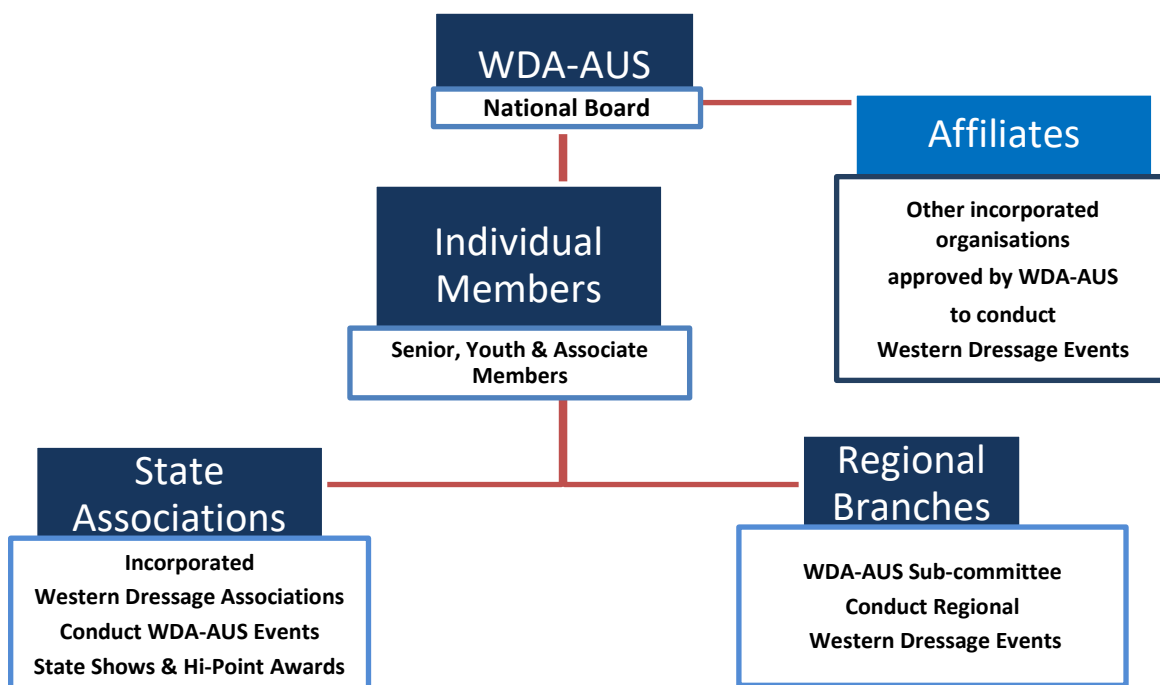 WDA-AUS
National Board
Affiliates
Other incorporated
organisations
approved by WDA-AUS
to conduct
Western Dressage Events
Individual
Members
Senior, Youth & Associate
Members
State
Associations
Incorporated
Western Dressage Associations
Conduct WDA-AUS Events
State Shows & Hi-Point Awards
Regional
Branches
WDA-AUS Sub-committee
Conduct Regional
Western Dressage Events